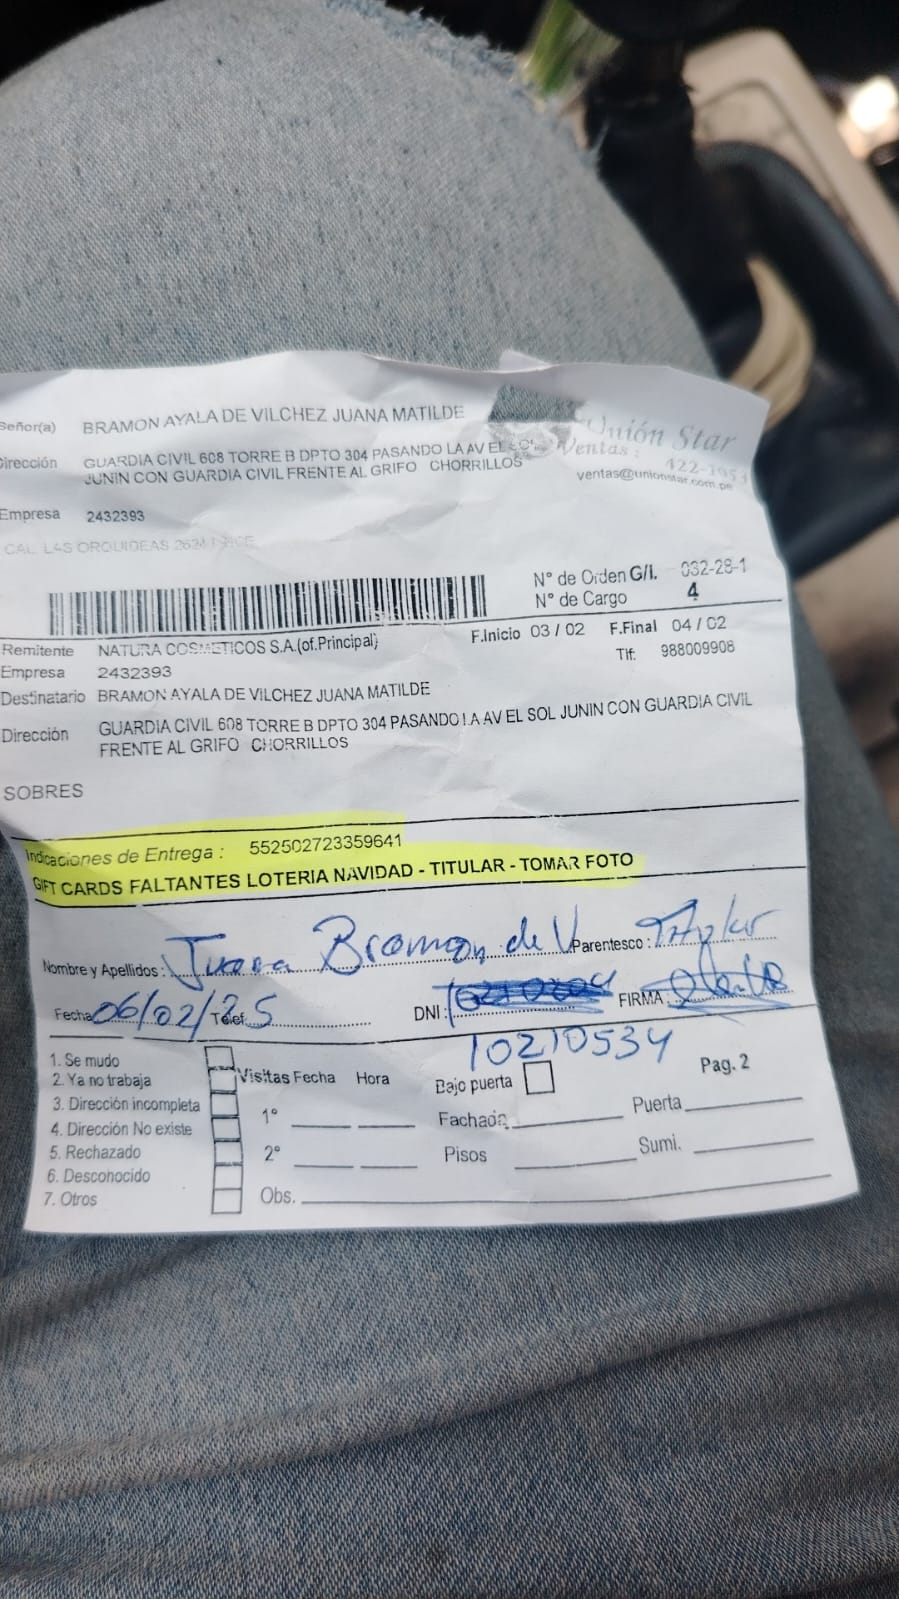 Señor(a) BRAMON AYALA DE VILCHEZ JUANA MATILDE
Unión Star
Dirección GUARDIA CIVIL 608 TORRE B DPTO 304 PASANDO LA AV EL SOL
Ventas: 422-1953
JUNIN CON GUARDIA CIVIL FRENTE AL GRIFO CHORRILLOS
ventas@unionstar.com.pe
Empresa 2432393
CAL. LAS ORQUIDEAS
N° de Orden G/I. 032-28-1
N° de Cargo 4
Remitente NATURA COSMETICOS S.A.(of.Principal) F.Inicio 03 / 02 F.Final 04 / 02
Empresa 2432393 Tlf: 988009908
Destinatario BRAMON AYALA DE VILCHEZ JUANA MATILDE
Dirección GUARDIA CIVIL 608 TORRE B DPTO 304 PASANDO LA AV EL SOL JUNIN CON GUARDIA CIVIL
FRENTE AL GRIFO CHORRILLOS
SOBRES
Indicaciones de Entrega : 552502723359641
GIFT CARDS FALTANTES LOTERIA NAVIDAD - TITULAR - TOMAR FOTO
Nombre y Apellidos : Juana Bramon de V Parentesco : Titular
Fecha 06/02/25 Telef. DNI : FIRMA :
10210534
1. Se mudo
2. Ya no trabaja
3. Dirección incompleta
4. Dirección No existe
5. Rechazado
6. Desconocido
7. Otros
Visitas Fecha Hora
1°
2°
Obs.
Bajo puerta Pag. 2
Fachada Puerta
Pisos Sumi.